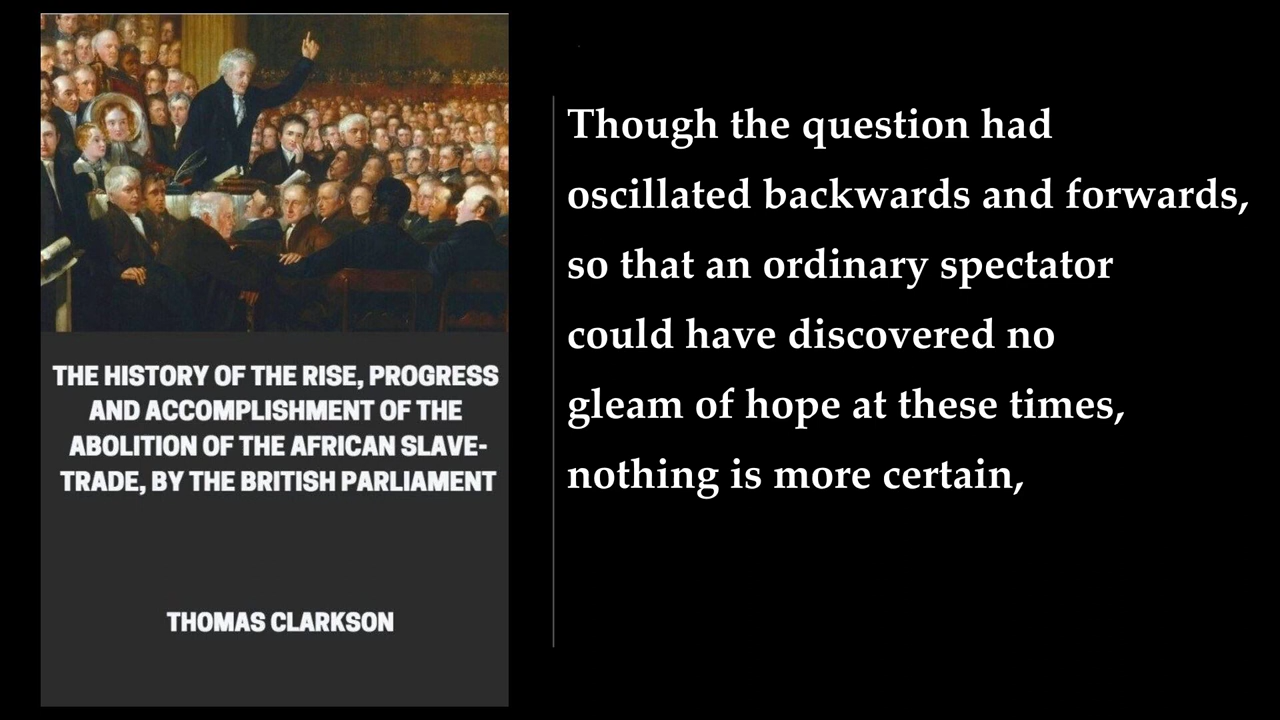 THE HISTORY OF THE RISE, PROGRESS
AND ACCOMPLISHMENT OF THE
ABOLITION OF THE AFRICAN SLAVE-
TRADE, BY THE BRITISH PARLIAMENT
THOMAS CLARKSON
Though the question had
oscillated backwards and forwards,
so that an ordinary spectator
could have discovered no
gleam of hope at these times,
nothing is more certain,